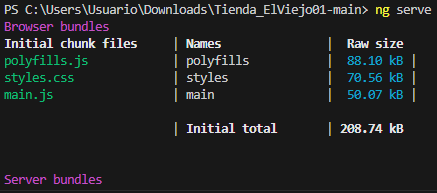 PS C:\Users\Usuario\Downloads\Tienda_ElViejo01-main> ng serve
Browser bundles
Initial chunk files | Names | Raw size
polyfills.js | polyfills | 88.10 kB |
styles.css | styles | 70.56 kB |
main.js | main | 50.07 kB |
| Initial total | 208.74 kB
Server bundles